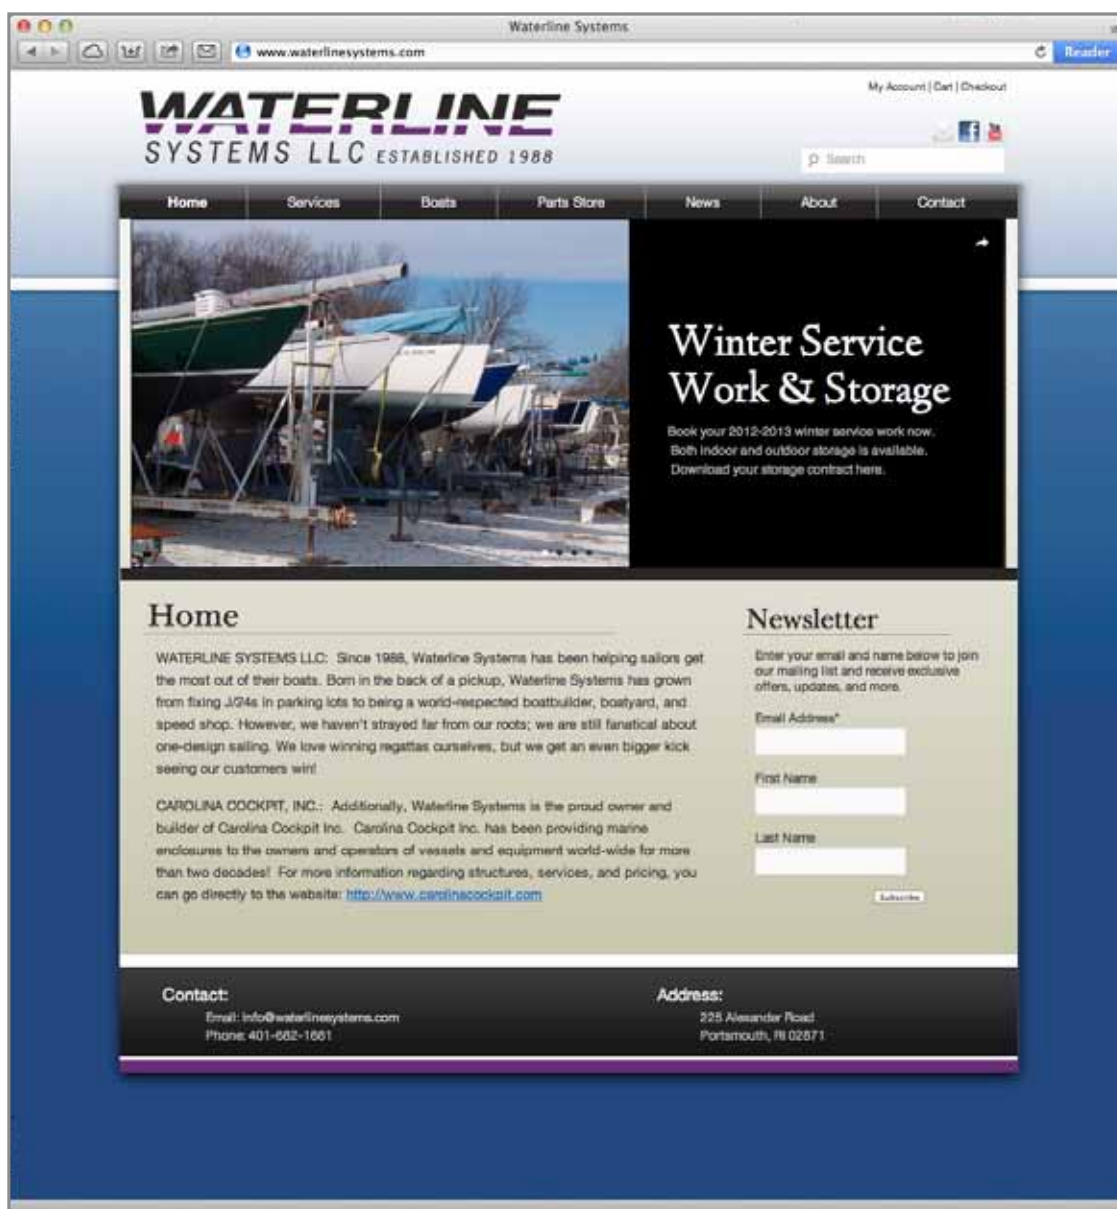 Waterline Systems
www.waterlinesystems.com
Reader
My Account | Cart | Checkout
WATERLINE
SYSTEMS LLC ESTABLISHED 1988
Search
Home Services Boats Parts Store News About Contact
Winter Service
Work & Storage
Book your 2012-2013 winter service work now.
Both indoor and outdoor storage is available.
Download your storage contract here.
Home
WATERLINE SYSTEMS LLC: Since 1988, Waterline Systems has been helping sailors get
the most out of their boats. Born in the back of a pickup, Waterline Systems has grown
from fixing J/24s in parking lots to being a world-respected boatbuilder, boatyard, and
speed shop. However, we haven't strayed far from our roots; we are still fanatical about
one-design sailing. We love winning regattas ourselves, but we get an even bigger kick
seeing our customers win!
CAROLINA COCKPIT, INC.: Additionally, Waterline Systems is the proud owner and
builder of Carolina Cockpit Inc. Carolina Cockpit Inc. has been providing marine
enclosures to the owners and operators of vessels and equipment world-wide for more
than two decades! For more information regarding structures, services, and pricing, you
can go directly to the website: http://www.carolinacockpit.com
Newsletter
Enter your email and name below to join
our mailing list and receive exclusive
offers, updates, and more.
Email Address*
First Name
Last Name
Subscribe
Contact:
Email: info@waterlinesystems.com
Phone: 401-682-1661
Address:
225 Alexander Road
Portsmouth, RI 02871